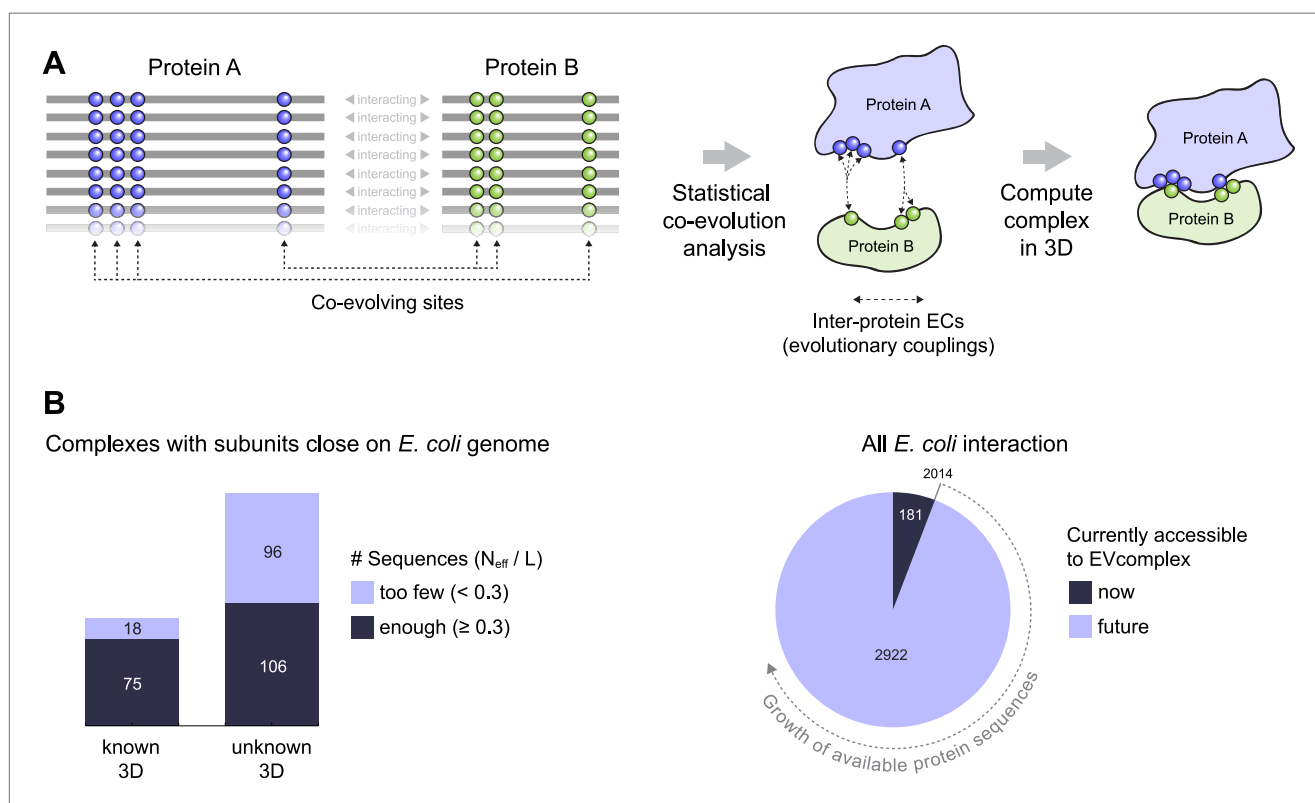 A
Protein A
Protein B
interacting
interacting
interacting
interacting
interacting
interacting
interacting
interacting
Co-evolving sites
Statistical
co-evolution
analysis
Protein A
Protein B
Inter-protein ECs
(evolutionary couplings)
Compute
complex
in 3D
Protein A
Protein B
B
Complexes with subunits close on E. coli genome
18
75
96
106
known
3D
unknown
3D
# Sequences (Neff / L)
too few (< 0.3)
enough (≥ 0.3)
All E. coli interaction
2014
181
2922
Growth of available protein sequences
Currently accessible
to EVcomplex
now
future